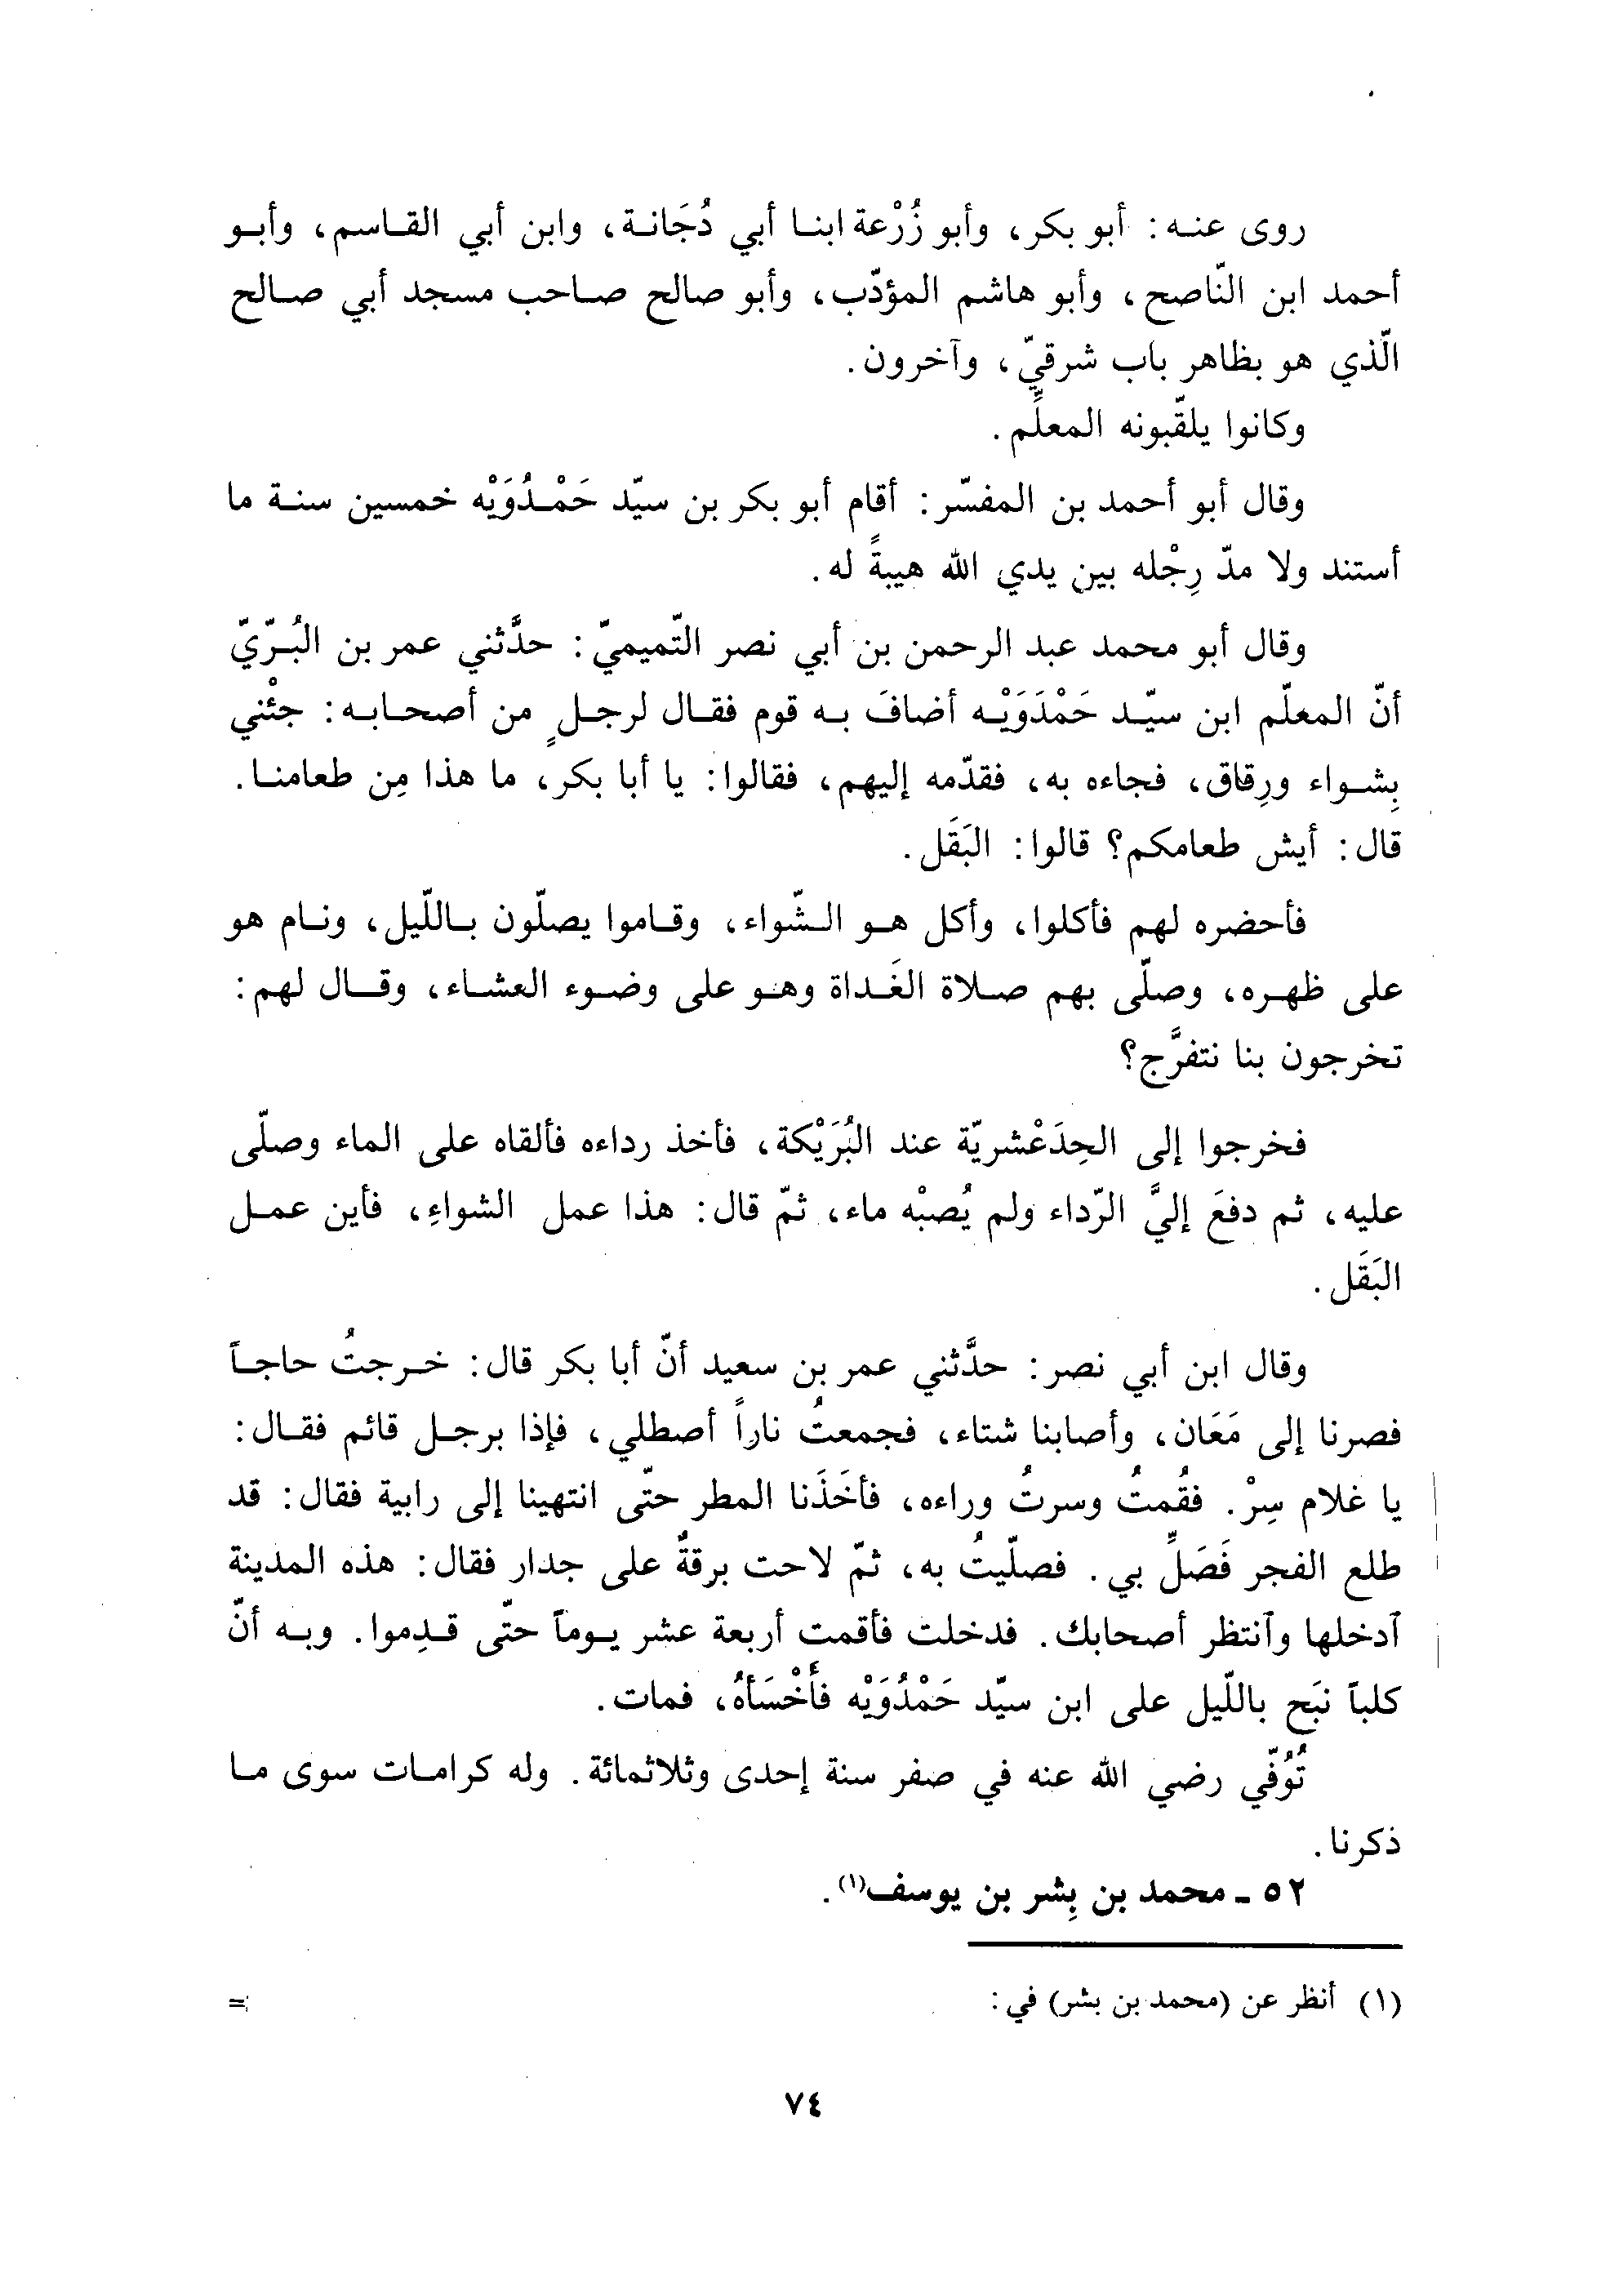 روى عنه: أبو بكر، وأبو زُرْعة ابنا أبي دُجَانة، وابن أبي القاسم، وأبو
أحمد ابن النّاصح، وأبو هاشم المؤدّب، وأبو صالح صاحب مسجد أبي صالح
الّذي هو بظاهر باب شرقيّ، وآخرون.
وكانوا يلقّبونه المعلِّم.
وقال أبو أحمد بن المفسّر: أقام أبو بكر بن سيّد حَمْدُوَيْه خمسين سنة ما
أستند ولا مدّ رِجْله بين يدي الله هيبةً له.
وقال أبو محمد عبد الرحمن بن أبي نصر التّميميّ: حدَّثني عمر بن البُرّيّ
أنّ المعلّم ابن سيّد حَمْدَوَيْه أضافَ به قوم فقال لرجلٍ من أصحابه: جئْني
بِشواء ورِقاق، فجاءه به، فقدّمه إليهم، فقالوا: يا أبا بكر، ما هذا مِن طعامنا.
قال: أيش طعامكم؟ قالوا: البَقَل.
فأحضره لهم فأكلوا، وأكل هو الشّواء، وقاموا يصلّون باللّيل، ونام هو
على ظهره، وصلّى بهم صلاة الغَداة وهو على وضوء العشاء، وقال لهم:
تخرجون بنا نتفرَّج؟
فخرجوا إلى الحِدَعْشريّة عند البُرَيْكة، فأخذ رداءه فألقاه على الماء وصلّى
عليه، ثم دفعَ إليَّ الرّداء ولم يُصبْه ماء، ثمّ قال: هذا عمل الشواءِ، فأين عمل
البَقَل.
وقال ابن أبي نصر: حدَّثني عمر بن سعيد أنّ أبا بكر قال: خرجتُ حاجاً
فصرنا إلى مَعَان، وأصابنا شتاء، فجمعتُ ناراً أصطلي، فإذا برجل قائم فقال:
يا غلام سِرْ. فقُمتُ وسرتُ وراءه، فأخَذَنا المطر حتّى انتهينا إلى رابية فقال: قد
طلع الفجر فَصَلِّ بي. فصلّيتُ به، ثمّ لاحت برقةٌ على جدار فقال: هذه المدينة
آدخلها وآنتظر أصحابك. فدخلت فأقمت أربعة عشر يوماً حتّى قدِموا. وبه أنّ
كلباً نبَح باللّيل على ابن سيّد حَمْدُوَيْه فأَخْسَأهُ، فمات.
تُوُفّي رضي الله عنه في صفر سنة إحدى وثلاثمائة. وله كرامات سوى ما
ذكرنا.
٥٢ ـ محمد بن بِشر بن يوسف(١).
(١) أنظر عن (محمد بن بشر) في: =
٧٤